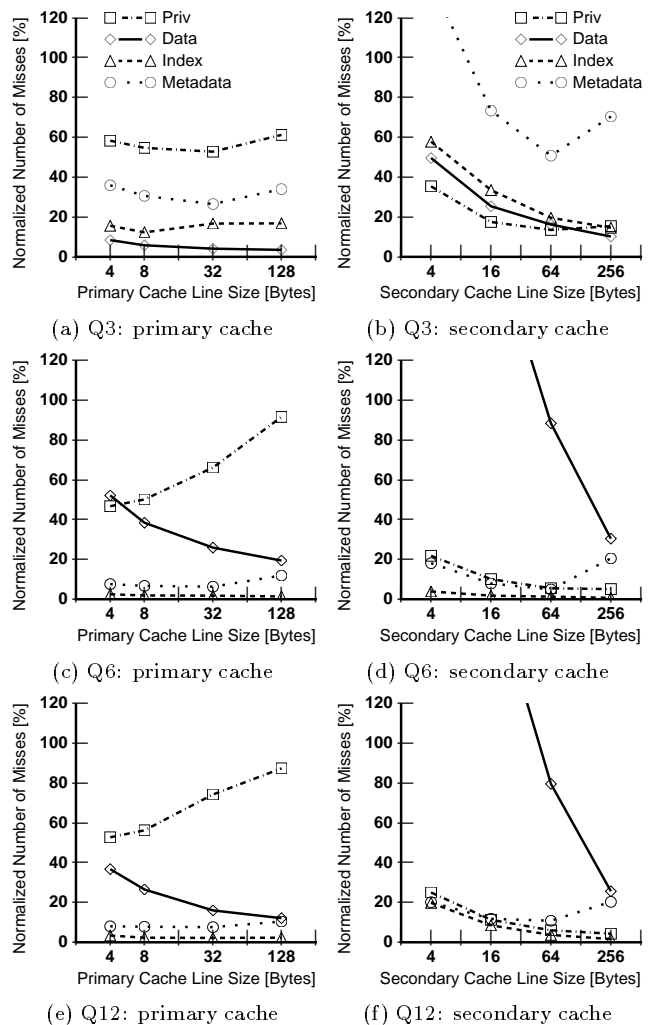 Normalized Number of Misses [%]
120
100
80
60
40
20
0
Priv
Data
Index
Metadata
4 8 32 128
Primary Cache Line Size [Bytes]
(a) Q3: primary cache
Normalized Number of Misses [%]
120
100
80
60
40
20
0
Priv
Data
Index
Metadata
4 16 64 256
Secondary Cache Line Size [Bytes]
(b) Q3: secondary cache
Normalized Number of Misses [%]
120
100
80
60
40
20
0
4 8 32 128
Primary Cache Line Size [Bytes]
(c) Q6: primary cache
Normalized Number of Misses [%]
120
100
80
60
40
20
0
4 16 64 256
Secondary Cache Line Size [Bytes]
(d) Q6: secondary cache
Normalized Number of Misses [%]
120
100
80
60
40
20
0
4 8 32 128
Primary Cache Line Size [Bytes]
(e) Q12: primary cache
Normalized Number of Misses [%]
120
100
80
60
40
20
0
4 16 64 256
Secondary Cache Line Size [Bytes]
(f) Q12: secondary cache